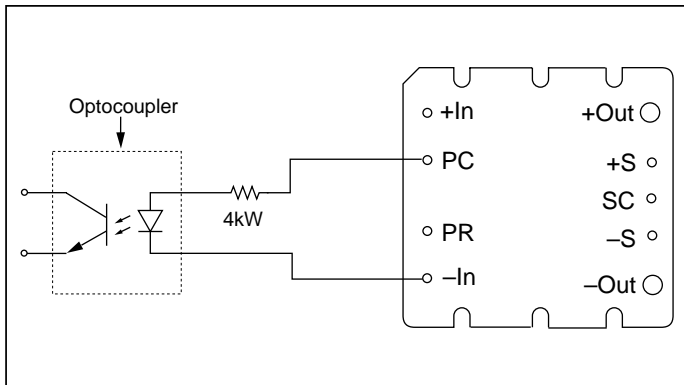 Optocoupler
4kW
+In
PC
PR
–In
+Out
+S
SC
–S
–Out